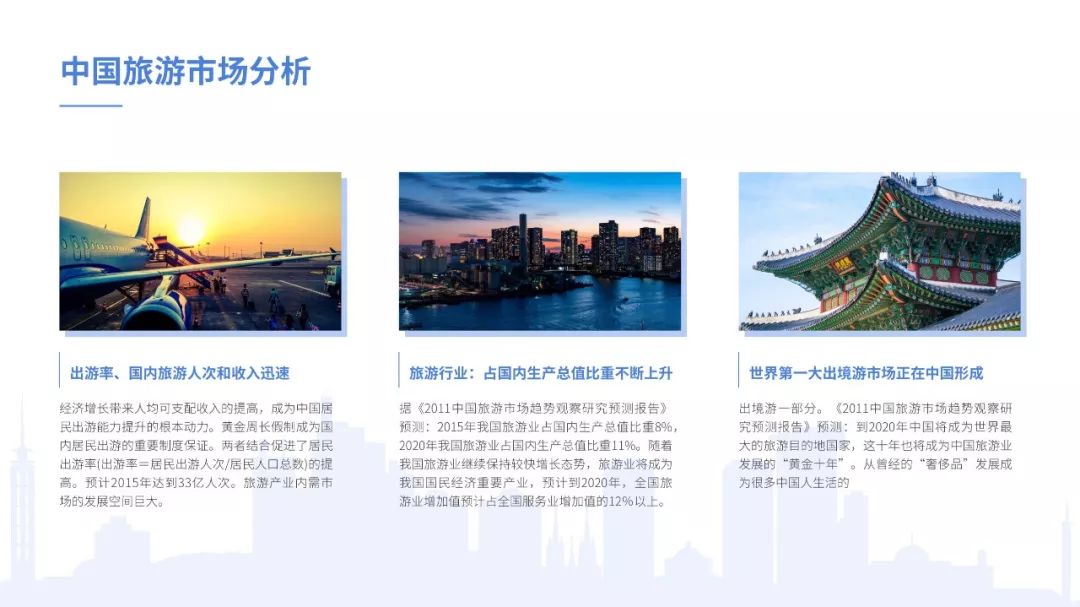 中国旅游市场分析
出游率、国内旅游人次和收入迅速
经济增长带来人均可支配收入的提高，成为中国居
民出游能力提升的根本动力。黄金周长假制成为国
内居民出游的重要制度保证。两者结合促进了居民
出游率(出游率＝居民出游人次/居民人口总数)的提
高。预计2015年达到33亿人次。旅游产业内需市
场的发展空间巨大。
旅游行业：占国内生产总值比重不断上升
据《2011中国旅游市场趋势观察研究预测报告》
预测：2015年我国旅游业占国内生产总值比重8%，
2020年我国旅游业占国内生产总值比重11%。随着
我国旅游业继续保持较快增长态势，旅游业将成为
我国国民经济重要产业，预计到2020年，全国旅
游业增加值预计占全国服务业增加值的12％以上。
世界第一大出境游市场正在中国形成
出境游一部分。《2011中国旅游市场趋势观察研
究预测报告》预测：到2020年中国将成为世界最
大的旅游目的地国家，这十年也将成为中国旅游业
发展的“黄金十年”。从曾经的“奢侈品”发展成
为很多中国人生活的